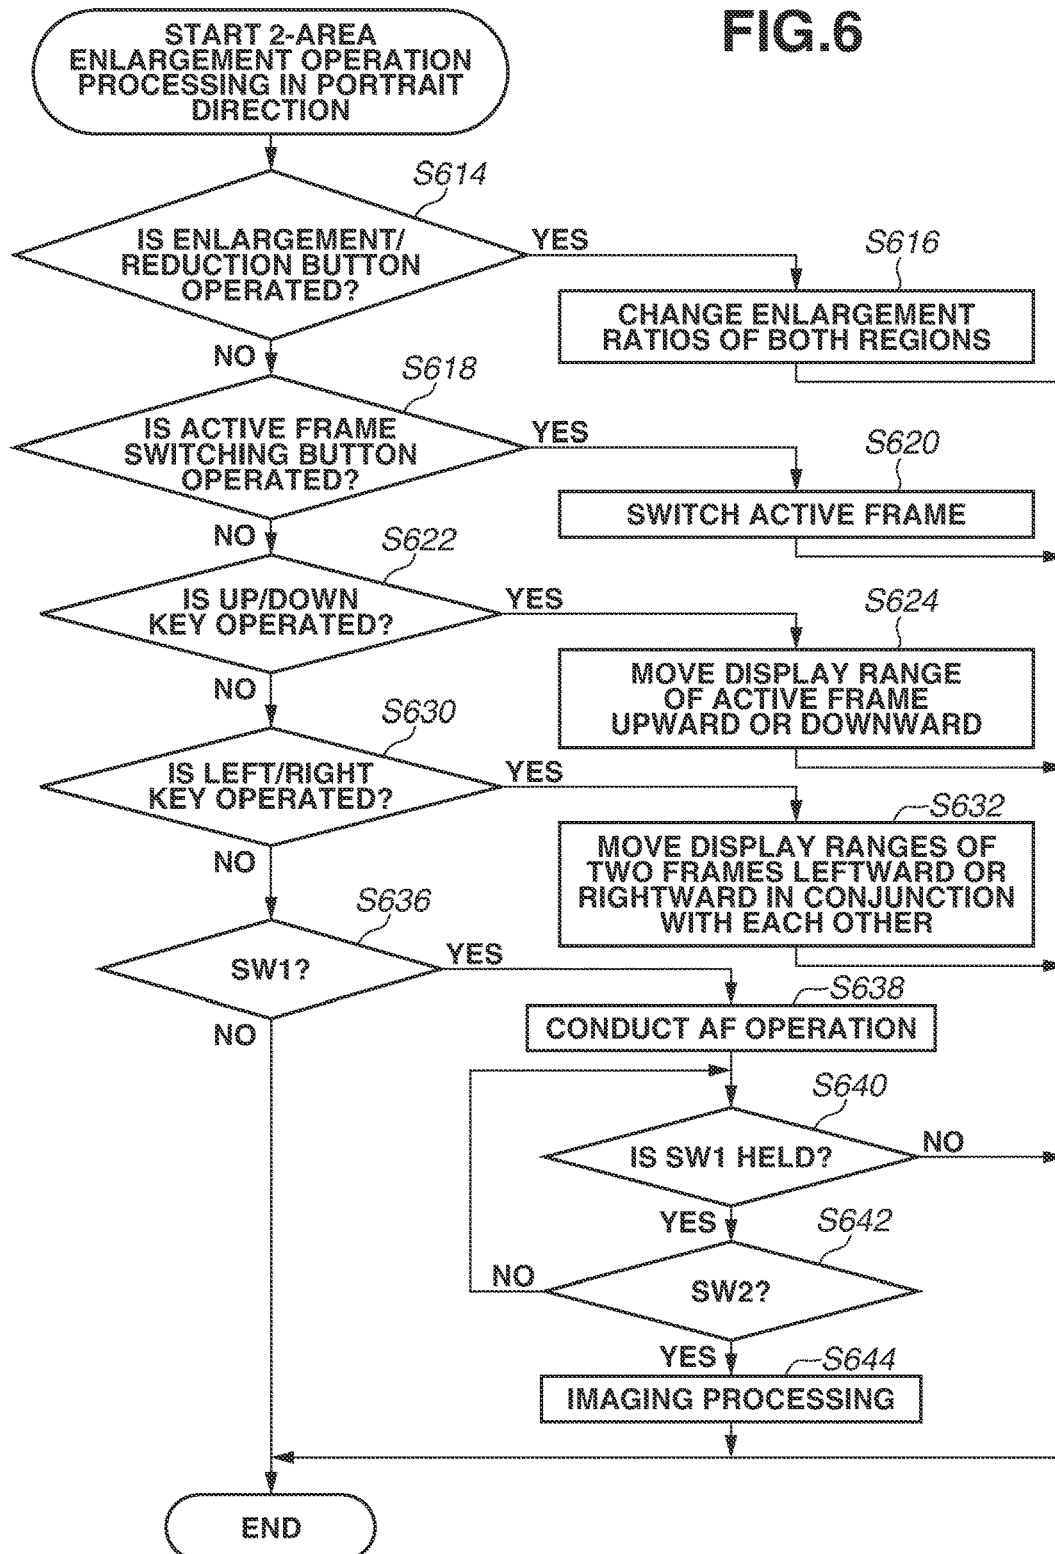 FIG.6
START 2-AREA
ENLARGEMENT OPERATION
PROCESSING IN PORTRAIT
DIRECTION
S614
IS ENLARGEMENT/
REDUCTION BUTTON
OPERATED?
YES
NO
S616
CHANGE ENLARGEMENT
RATIOS OF BOTH REGIONS
S618
IS ACTIVE FRAME
SWITCHING BUTTON
OPERATED?
YES
NO
S620
SWITCH ACTIVE FRAME
S622
IS UP/DOWN
KEY OPERATED?
YES
NO
S624
MOVE DISPLAY RANGE
OF ACTIVE FRAME
UPWARD OR DOWNWARD
S630
IS LEFT/RIGHT
KEY OPERATED?
YES
NO
S632
MOVE DISPLAY RANGES OF
TWO FRAMES LEFTWARD OR
RIGHTWARD IN CONJUNCTION
WITH EACH OTHER
S636
SW1?
YES
NO
S638
CONDUCT AF OPERATION
S640
IS SW1 HELD?
NO
YES
S642
SW2?
NO
YES
S644
IMAGING PROCESSING
END